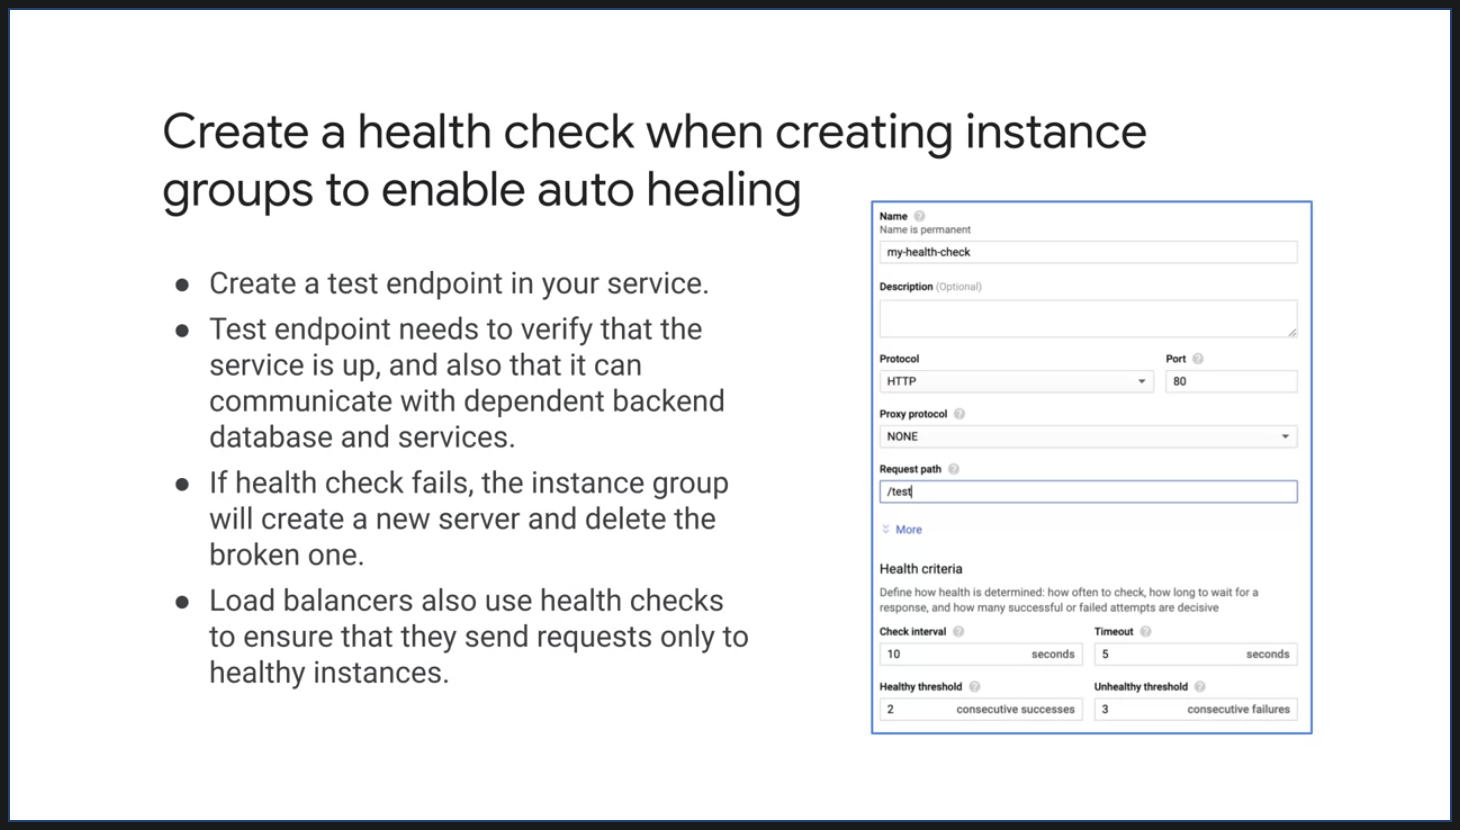 Create a health check when creating instance
groups to enable auto healing
● Create a test endpoint in your service.
● Test endpoint needs to verify that the
service is up, and also that it can
communicate with dependent backend
database and services.
● If health check fails, the instance group
will create a new server and delete the
broken one.
● Load balancers also use health checks
to ensure that they send requests only to
healthy instances.
Name ?
Name is permanent
my-health-check
Description (Optional)
Protocol Port ?
HTTP 80
Proxy protocol ?
NONE
Request path ?
/test
More
Health criteria
Define how health is determined: how often to check, how long to wait for a
response, and how many successful or failed attempts are decisive
Check interval ? Timeout ?
10 seconds 5 seconds
Healthy threshold ? Unhealthy threshold ?
2 consecutive successes 3 consecutive failures